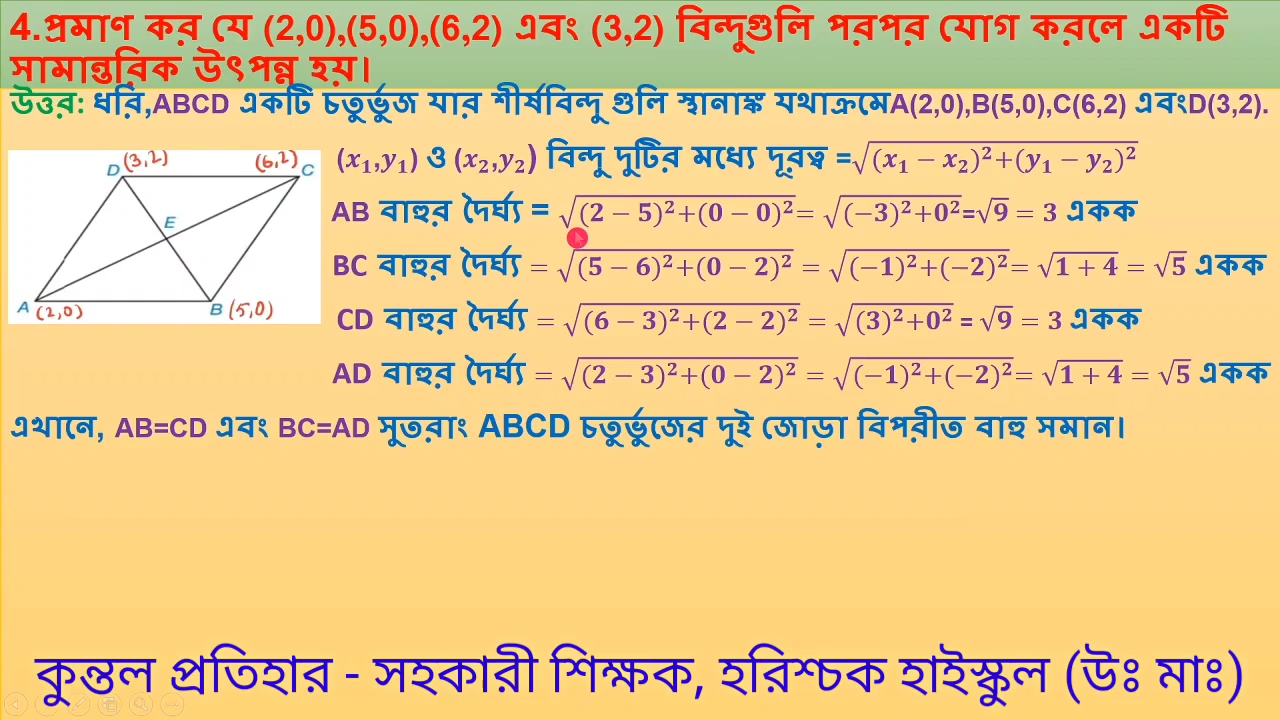 4.প্রমাণ কর যে (2,0),(5,0),(6,2) এবং (3,2) বিন্দুগুলি পরপর যোগ করলে একটি
সামান্তরিক উৎপন্ন হয়।
উত্তর: ধরি,ABCD একটি চতুর্ভুজ যার শীর্ষবিন্দু গুলি স্থানাঙ্ক যথাক্রমেA(2,0),B(5,0),C(6,2) এবংD(3,2).
D (3,2) (6,2) C
E
A (2,0) B (5,0)
(x₁,y₁) ও (x₂,y₂) বিন্দু দুটির মধ্যে দূরত্ব =√((x₁ − x₂)²+(y₁ − y₂)²)
AB বাহুর দৈর্ঘ্য = √((2 − 5)²+(0 − 0)²)= √((−3)²+0²)=√9 = 3 একক
BC বাহুর দৈর্ঘ্য = √((5 − 6)²+(0 − 2)²) = √((−1)²+(−2)²)= √(1 + 4) = √5 একক
CD বাহুর দৈর্ঘ্য = √((6 − 3)²+(2 − 2)²) = √((3)²+0²) = √9 = 3 একক
AD বাহুর দৈর্ঘ্য = √((2 − 3)²+(0 − 2)²) = √((−1)²+(−2)²)= √(1 + 4) = √5 একক
এখানে, AB=CD এবং BC=AD সুতরাং ABCD চতুর্ভুজের দুই জোড়া বিপরীত বাহু সমান।
কুন্তল প্রতিহার - সহকারী শিক্ষক, হরিশ্চক হাইস্কুল (উঃ মাঃ)